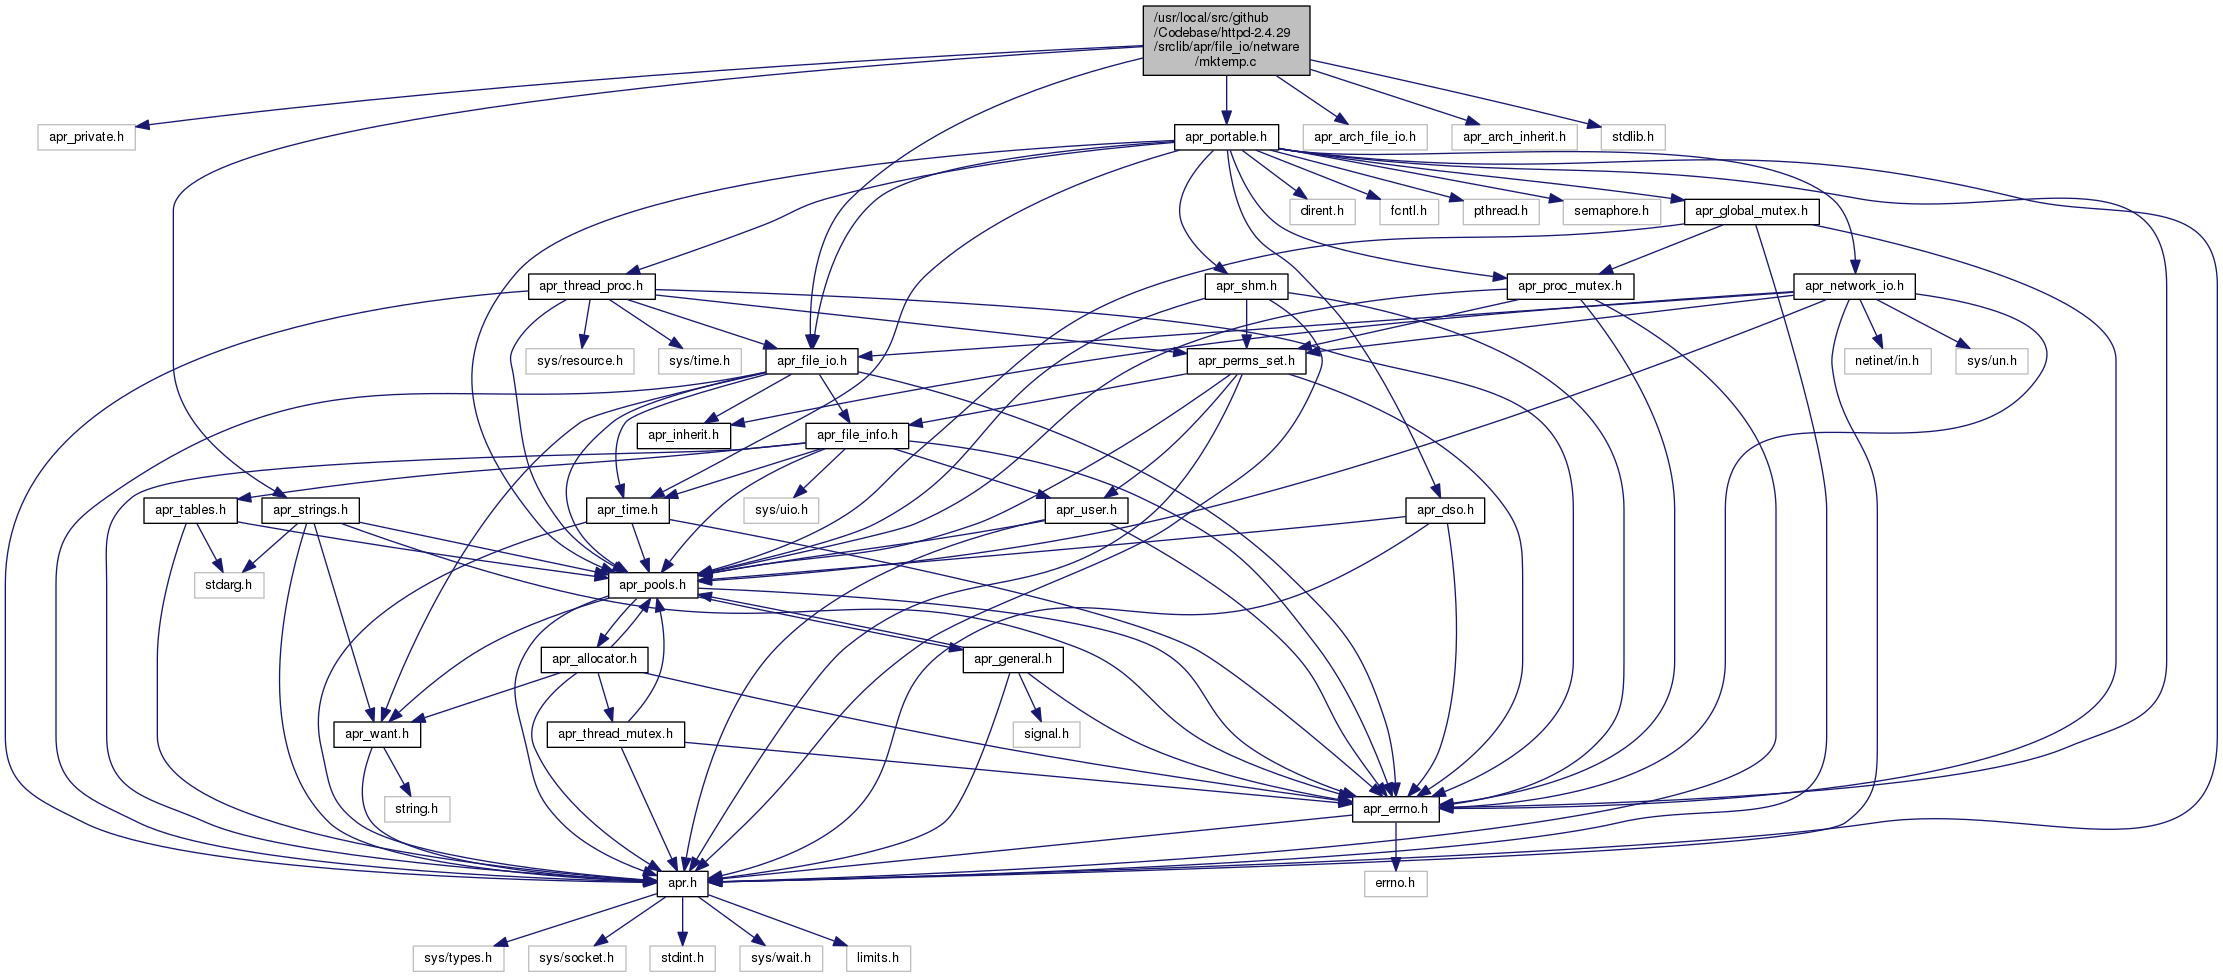 /usr/local/src/github
/Codebase/httpd-2.4.29
/srclib/apr/file_io/netware
/mktemp.c
apr_private.h
apr_portable.h
apr_arch_file_io.h
apr_arch_inherit.h
stdlib.h
dirent.h
fcntl.h
pthread.h
semaphore.h
apr_global_mutex.h
apr_thread_proc.h
apr_shm.h
apr_proc_mutex.h
apr_network_io.h
sys/resource.h
sys/time.h
apr_file_io.h
apr_perms_set.h
netinet/in.h
sys/un.h
apr_inherit.h
apr_file_info.h
apr_tables.h
apr_strings.h
apr_time.h
sys/uio.h
apr_user.h
apr_dso.h
stdarg.h
apr_pools.h
apr_allocator.h
apr_general.h
apr_want.h
apr_thread_mutex.h
signal.h
string.h
apr_errno.h
apr.h
errno.h
sys/types.h
sys/socket.h
stdint.h
sys/wait.h
limits.h